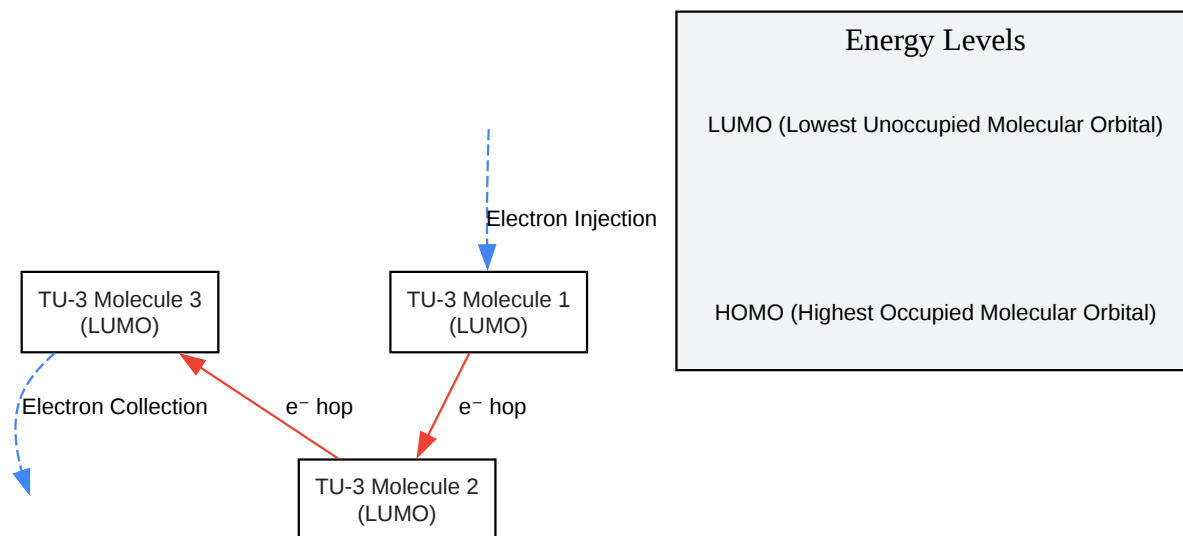 Energy Levels
LUMO (Lowest Unoccupied Molecular Orbital)
HOMO (Highest Occupied Molecular Orbital)
Electron Injection
TU-3 Molecule 3
(LUMO)
TU-3 Molecule 1
(LUMO)
Electron Collection
e⁻ hop
e⁻ hop
TU-3 Molecule 2
(LUMO)